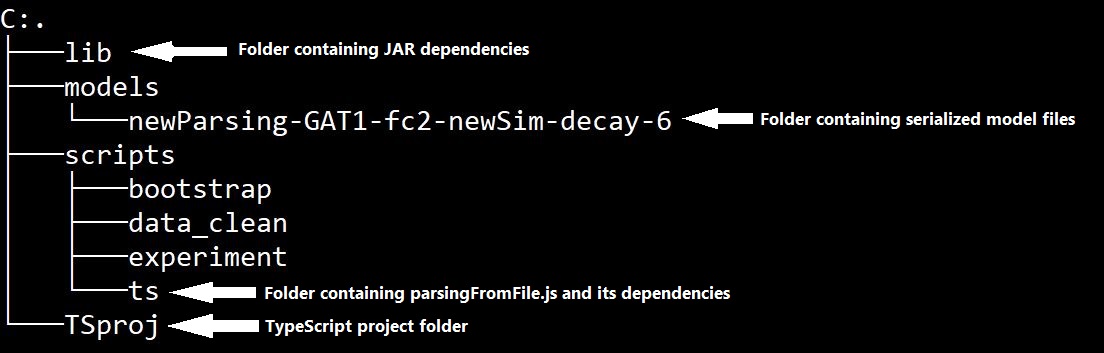 C:.
├───lib Folder containing JAR dependencies
├───models
│   └───newParsing-GAT1-fc2-newSim-decay-6 Folder containing serialized model files
├───scripts
│   ├───bootstrap
│   ├───data_clean
│   ├───experiment
│   └───ts Folder containing parsingFromFile.js and its dependencies
└───TSproj TypeScript project folder